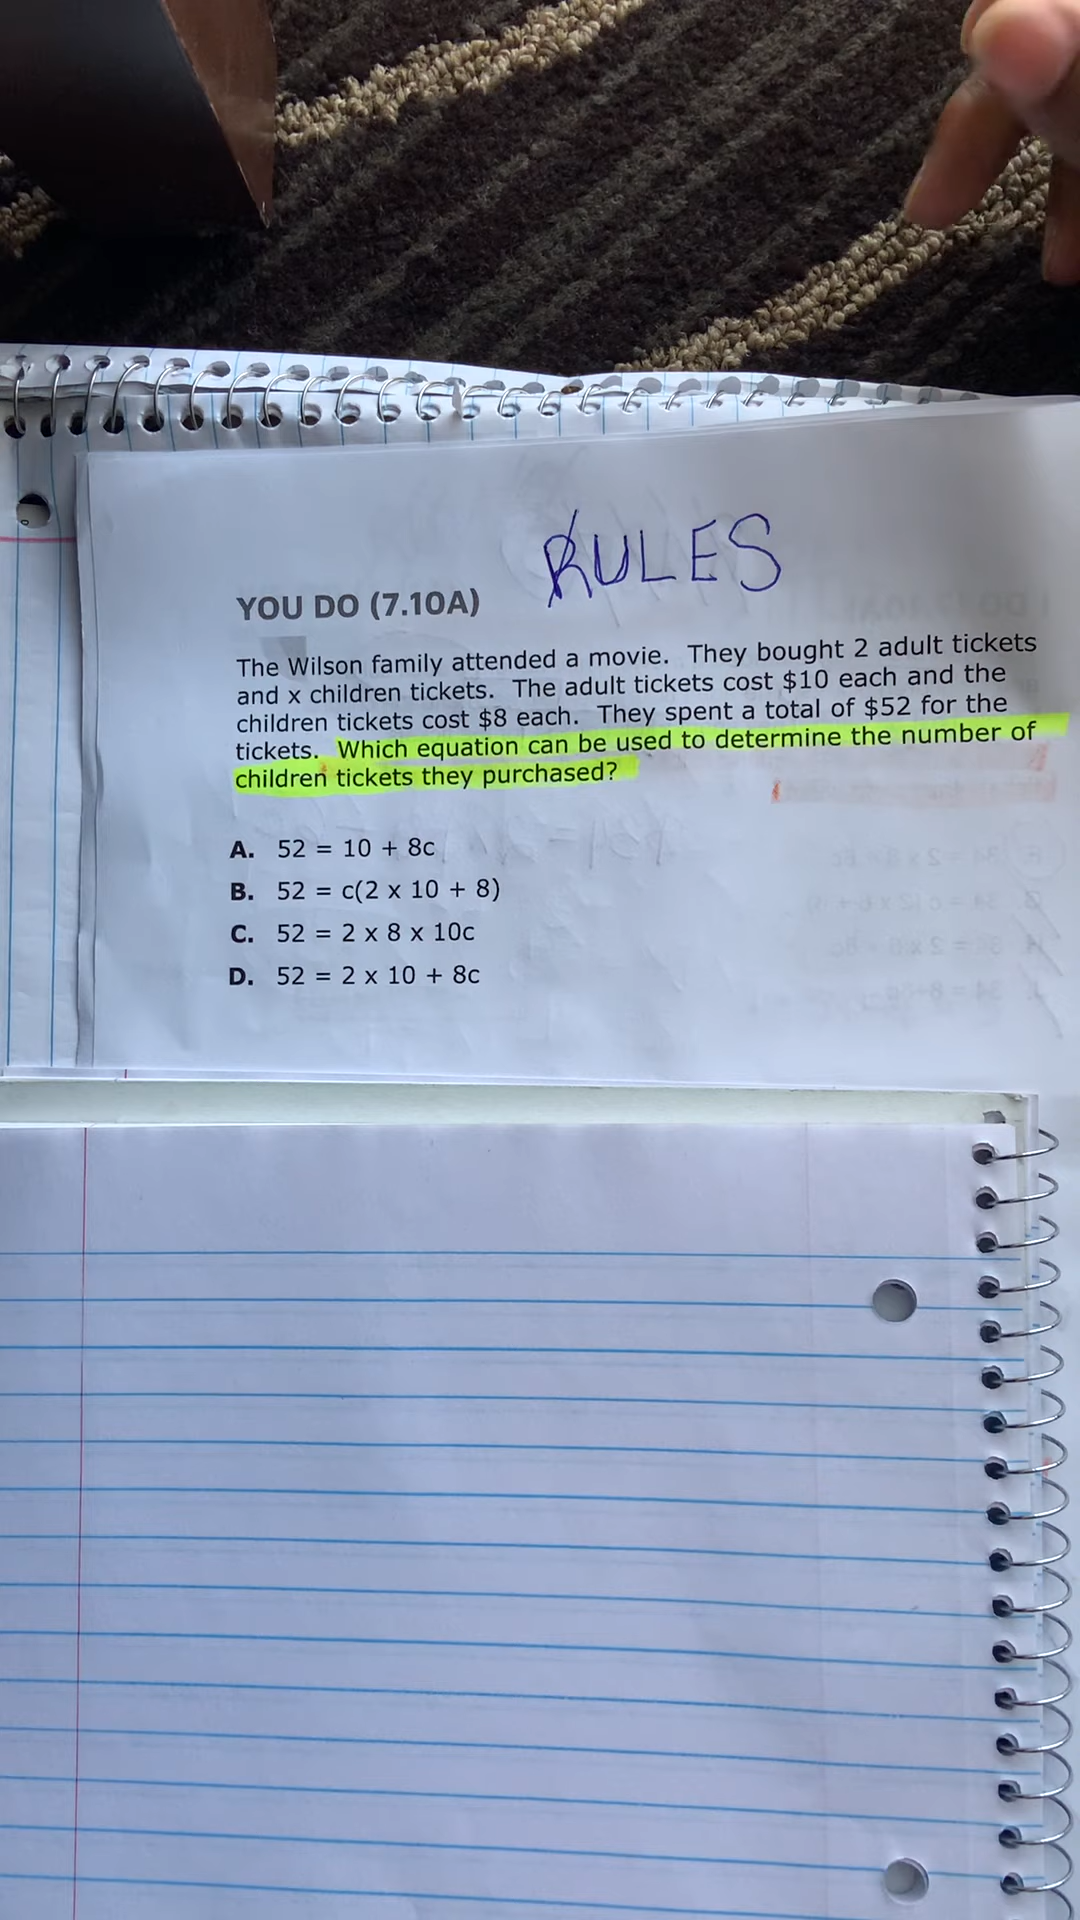 RULES
YOU DO (7.10A)
The Wilson family attended a movie. They bought 2 adult tickets
and x children tickets. The adult tickets cost $10 each and the
children tickets cost $8 each. They spent a total of $52 for the
tickets. Which equation can be used to determine the number of
children tickets they purchased?
A. 52 = 10 + 8c
B. 52 = c(2 x 10 + 8)
C. 52 = 2 x 8 x 10c
D. 52 = 2 x 10 + 8c